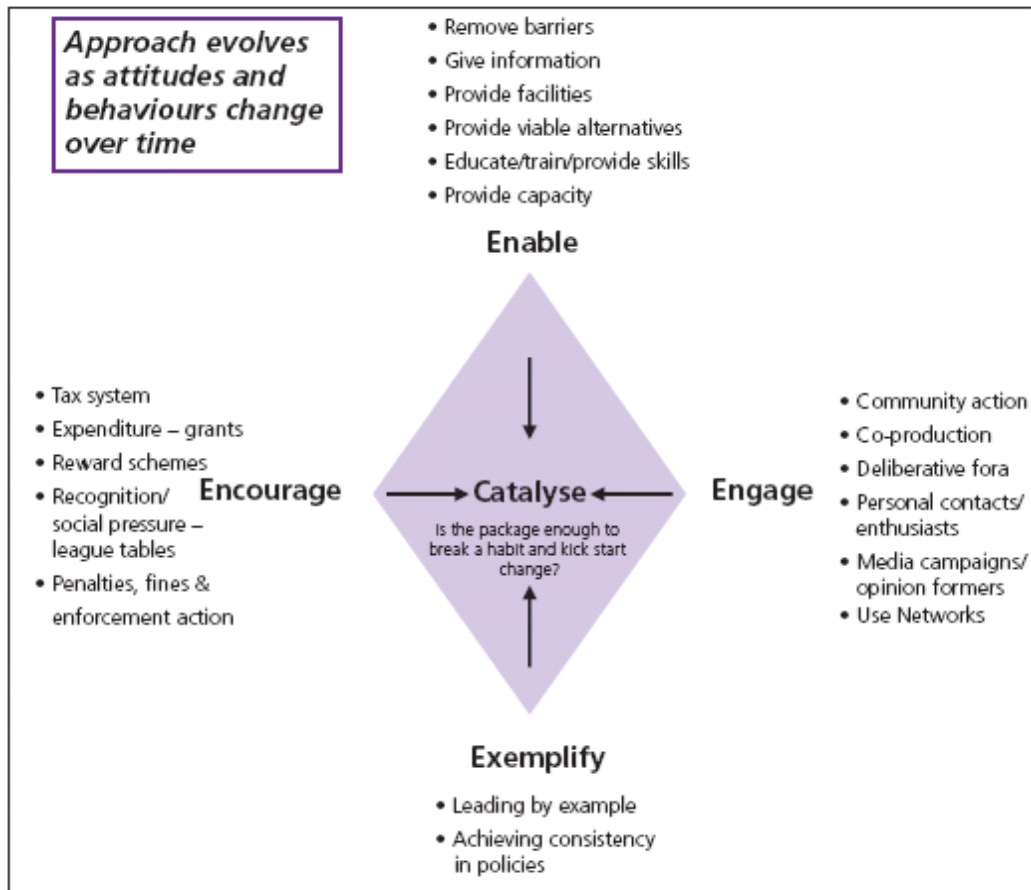 Approach evolves
as attitudes and
behaviours change
over time
• Remove barriers
• Give information
• Provide facilities
• Provide viable alternatives
• Educate/train/provide skills
• Provide capacity
Enable
• Tax system
• Expenditure – grants
• Reward schemes
• Recognition/
social pressure –
league tables
• Penalties, fines &
enforcement action
Encourage
Catalyse
Is the package enough to
break a habit and kick start
change?
Engage
• Community action
• Co-production
• Deliberative fora
• Personal contacts/
enthusiasts
• Media campaigns/
opinion formers
• Use Networks
Exemplify
• Leading by example
• Achieving consistency
in policies